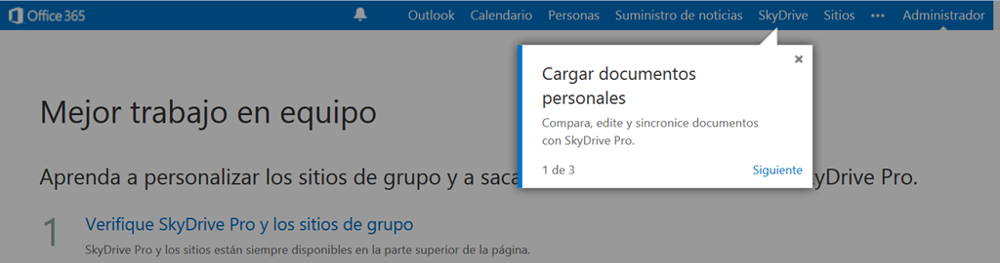 Office 365 Outlook Calendario Personas Suministro de noticias SkyDrive Sitios ••• Administrador
Cargar documentos
personales
Compara, edite y sincronice documentos
con SkyDrive Pro.
1 de 3 Siguiente
Mejor trabajo en equipo
Aprenda a personalizar los sitios de grupo y a saca yDrive Pro.
1 Verifique SkyDrive Pro y los sitios de grupo
SkyDrive Pro y los sitios están siempre disponibles en la parte superior de la página.